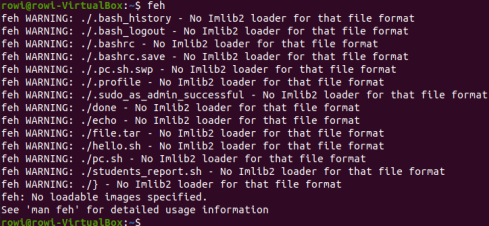 rowi@rowi-VirtualBox:~$ feh
feh WARNING: ./.bash_history - No Imlib2 loader for that file format
feh WARNING: ./.bash_logout - No Imlib2 loader for that file format
feh WARNING: ./.bashrc - No Imlib2 loader for that file format
feh WARNING: ./.bashrc.save - No Imlib2 loader for that file format
feh WARNING: ./.pc.sh.swp - No Imlib2 loader for that file format
feh WARNING: ./.profile - No Imlib2 loader for that file format
feh WARNING: ./.sudo_as_admin_successful - No Imlib2 loader for that file format
feh WARNING: ./done - No Imlib2 loader for that file format
feh WARNING: ./echo - No Imlib2 loader for that file format
feh WARNING: ./file.tar - No Imlib2 loader for that file format
feh WARNING: ./hello.sh - No Imlib2 loader for that file format
feh WARNING: ./pc.sh - No Imlib2 loader for that file format
feh WARNING: ./students_report.sh - No Imlib2 loader for that file format
feh WARNING: ./} - No Imlib2 loader for that file format
feh: No loadable images specified.
See 'man feh' for detailed usage information
rowi@rowi-VirtualBox:~$